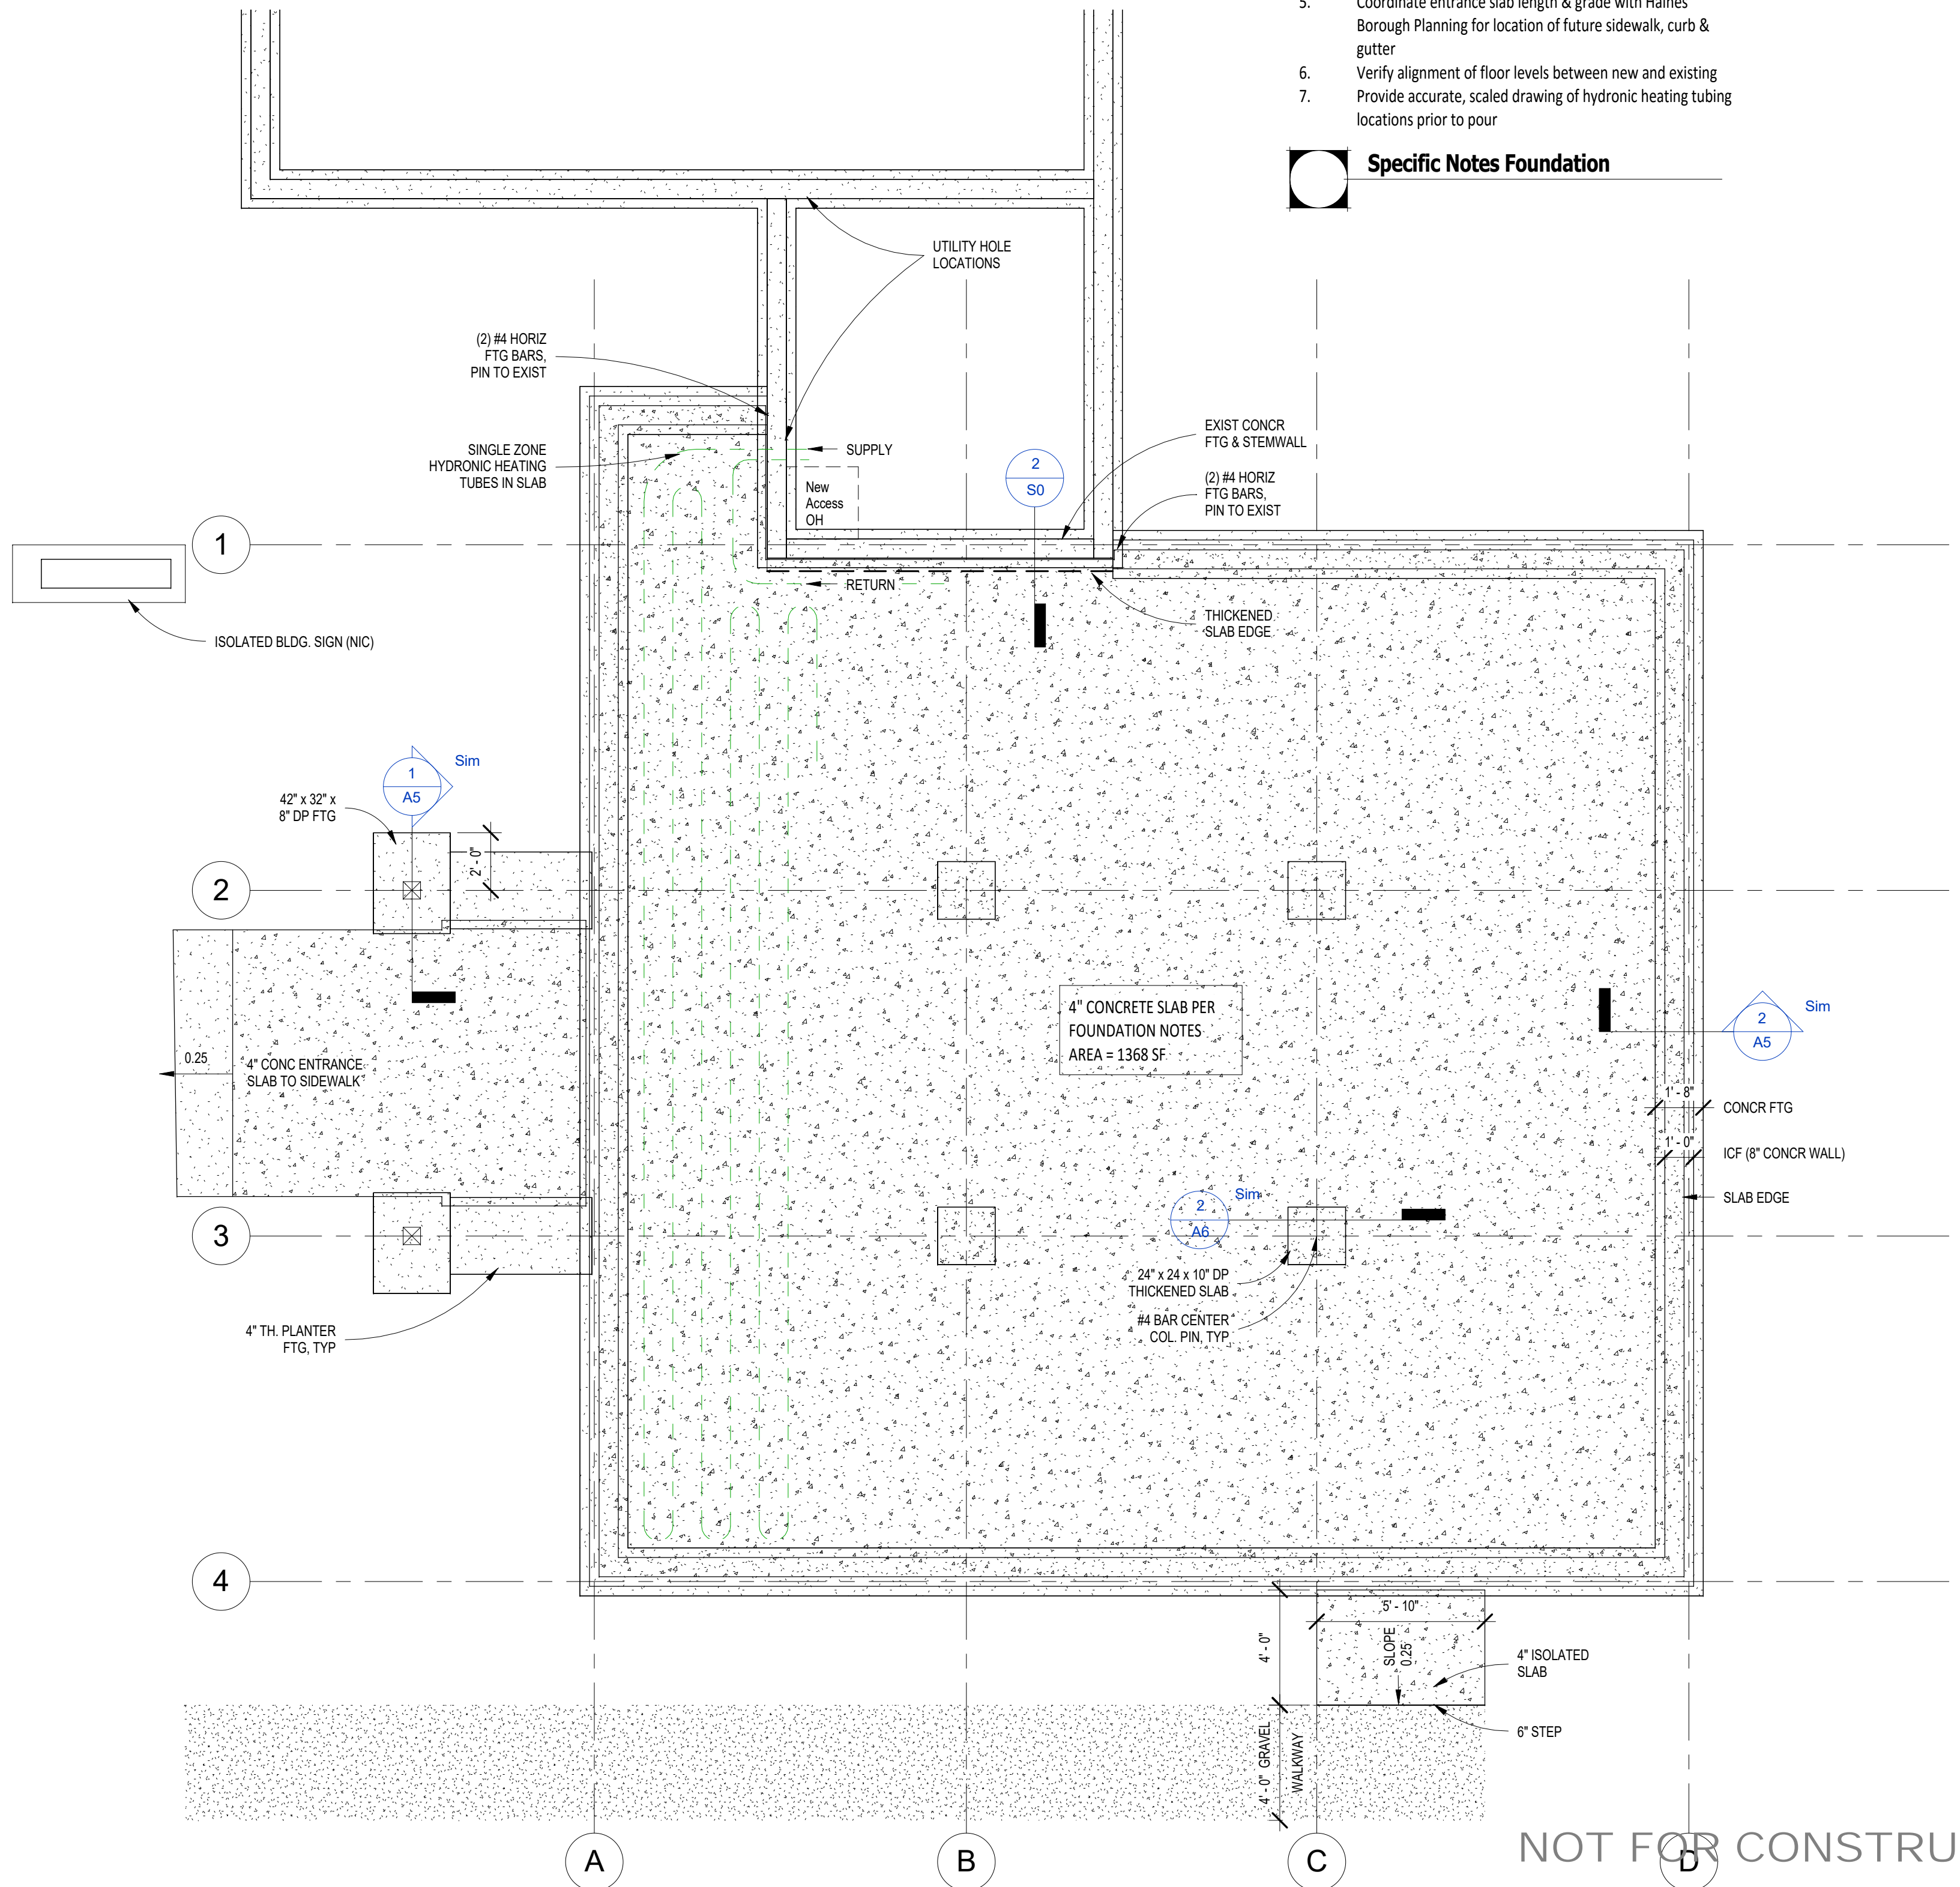 5. Coordinate entrance slab length & grade with Haines
Borough Planning for location of future sidewalk, curb &
gutter
6. Verify alignment of floor levels between new and existing
7. Provide accurate, scaled drawing of hydronic heating tubing
locations prior to pour
Specific Notes Foundation
UTILITY HOLE
LOCATIONS
(2) #4 HORIZ
FTG BARS,
PIN TO EXIST
SINGLE ZONE
HYDRONIC HEATING
TUBES IN SLAB
SUPPLY
New
Access
OH
2
S0
EXIST CONCR
FTG & STEMWALL
(2) #4 HORIZ
FTG BARS,
PIN TO EXIST
1
RETURN
THICKENED
SLAB EDGE
ISOLATED BLDG. SIGN (NIC)
1
A5
Sim
42" x 32" x
8" DP FTG
2' - 0"
2
4" CONCRETE SLAB PER
FOUNDATION NOTES
AREA = 1368 SF
2
A5
Sim
0.25
4" CONC ENTRANCE
SLAB TO SIDEWALK
1' - 8"
CONCR FTG
1' - 0"
ICF (8" CONCR WALL)
SLAB EDGE
2
A6
Sim
3
24" x 24 x 10" DP
THICKENED SLAB
#4 BAR CENTER
COL. PIN, TYP
4" TH. PLANTER
FTG, TYP
4
5' - 10"
4' - 0"
SLOPE
0.25
4" ISOLATED
SLAB
6" STEP
4' - 0" GRAVEL
WALKWAY
A
B
C
D
NOT FOR CONSTRU